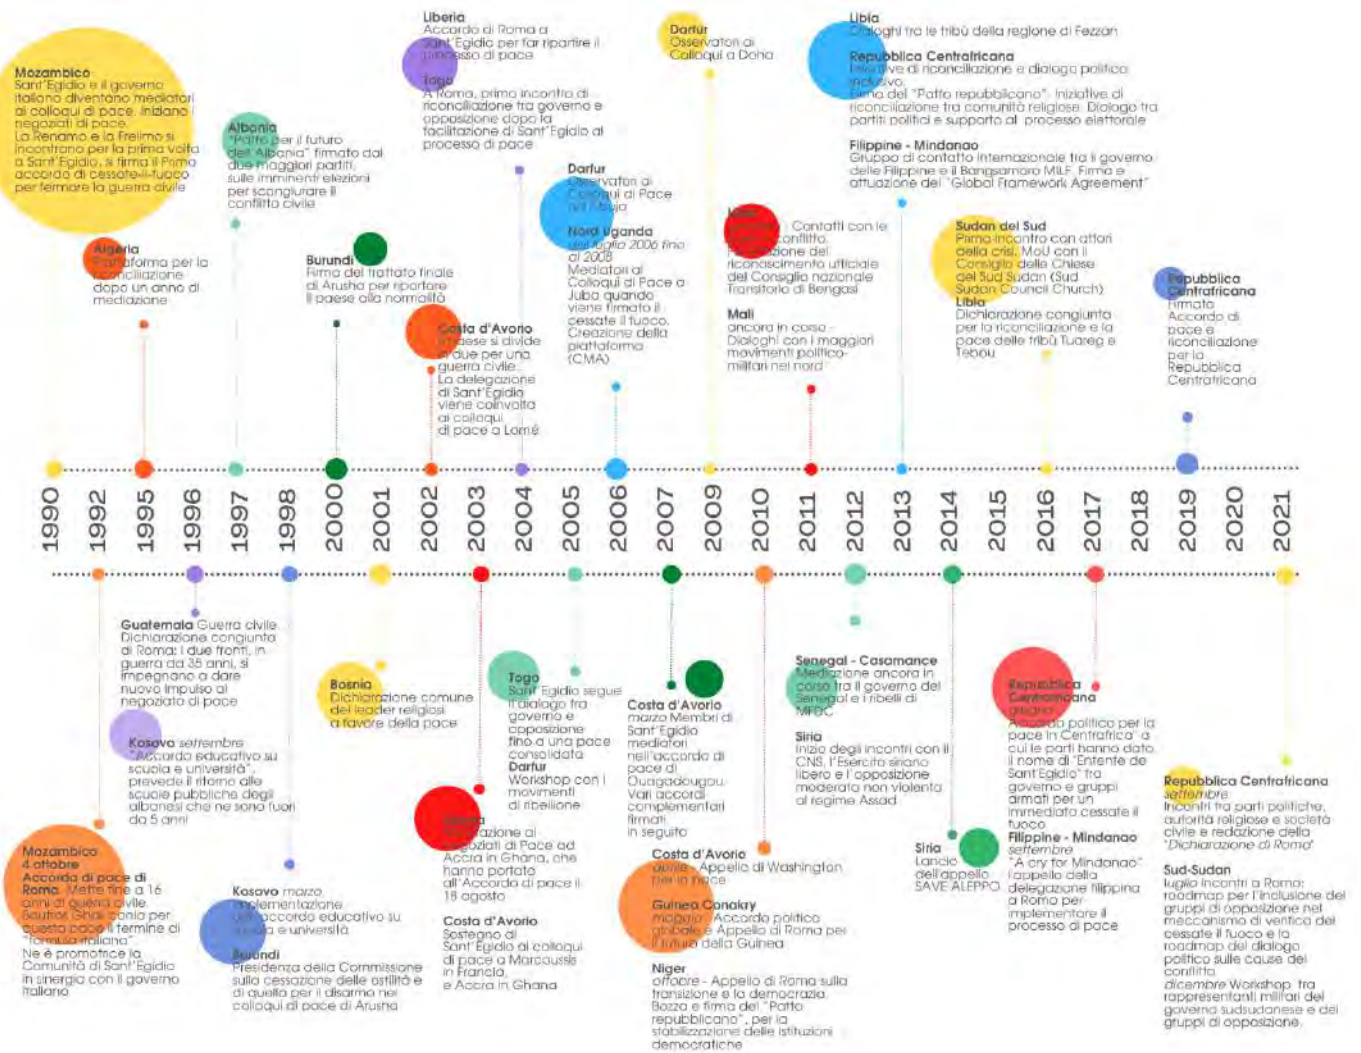 Mozambico
Sant'Egidio e il governo
italiano diventano mediatori
ai colloqui di pace. Iniziano i
negoziati di pace.
La Renamo e la Frelimo si
incontrano per la prima volta
a Sant'Egidio, si firma il Primo
accordo di cessate-il-fuoco
per fermare la guerra civile
Algeria
Piattaforma per la
riconciliazione
dopo un anno di
mediazione
Albania
"Patto per il futuro
dell'Albania" firmato dai
due maggiori partiti,
sulle imminenti elezioni
per scongiurare il
conflitto civile
Burundi
Firma del trattato finale
di Arusha per riportare
il paese alla normalità
Costa d'Avorio
Il paese si divide
in due per una
guerra civile.
La delegazione
di Sant'Egidio
viene coinvolta
ai colloqui
di pace a Lomé
Liberia
Accordo di Roma a
Sant'Egidio per far ripartire il
processo di pace
Togo
A Roma, primo incontro di
riconciliazione tra governo e
opposizione dopo la
facilitazione di Sant'Egidio al
processo di pace
Darfur
Osservatori ai
Colloqui di Pace
ad Abuja
Nord Uganda
dal luglio 2006 fino
al 2008
Mediatori ai
Colloqui di Pace a
Juba quando
viene firmato il
cessate il fuoco.
Creazione della
piattaforma
(CMA)
Darfur
Osservatori ai
Colloqui a Doha
Contatti con le
conflitto.
del
riconoscimento ufficiale
del Consiglio nazionale
Transitorio di Bengasi
Mali
ancora in corso -
Dialoghi con i maggiori
movimenti politico-
militari nel nord
Libia
Dialoghi tra le tribù della regione di Fezzan
Repubblica Centrafricana
Iniziative di riconciliazione e dialogo politico
inclusivo.
Firma del "Patto repubblicano". Iniziative di
riconciliazione tra comunità religiose. Dialogo tra
partiti politici e supporto al processo elettorale
Filippine - Mindanao
Gruppo di contatto internazionale tra il governo
delle Filippine e il Bangsamoro MILF. Firma e
attuazione del "Global Framework Agreement"
Sudan del Sud
Primo incontro con attori
della crisi. MoU con il
Consiglio delle Chiese
del Sud Sudan (Sud
Sudan Council Church)
Libia
Dichiarazione congiunta
per la riconciliazione e la
pace delle tribù Tuareg e
Tebou
Repubblica
Centrafricana
Firmato
Accordo di
pace e
riconciliazione
per la
Repubblica
Centrafricana
1990
1992
1995
1996
1997
1998
2000
2001
2002
2003
2004
2005
2006
2007
2009
2010
2011
2012
2013
2014
2015
2016
2017
2018
2019
2020
2021
Mozambico
4 ottobre
Accordo di pace di
Roma. Mette fine a 16
anni di guerra civile.
Boutros Ghali conia per
questa pace il termine di
"formula italiana".
Ne è promotrice la
Comunità di Sant'Egidio
in sinergia con il governo
italiano
Guatemala Guerra civile.
Dichiarazione congiunta
di Roma: i due fronti, in
guerra da 35 anni, si
impegnano a dare
nuovo impulso al
negoziato di pace
Kosovo settembre
"Accordo educativo su
scuola e università",
prevede il ritorno alle
scuole pubbliche degli
albanesi che ne sono fuori
da 5 anni
Kosovo marzo
Implementazione
dell'accordo educativo su
scuola e università
Burundi
Presidenza della Commissione
sulla cessazione delle ostilità e
di quella per il disarmo nei
colloqui di pace di Arusha
Bosnia
Dichiarazione comune
dei leader religiosi
a favore della pace
ai
negoziati di Pace ad
Accra in Ghana, che
hanno portato
all'Accordo di pace il
18 agosto
Costa d'Avorio
Sostegno di
Sant'Egidio ai colloqui
di pace a Marcoussis
in Francia,
e Accra in Ghana
Togo
Sant'Egidio segue
il dialogo tra
governo e
opposizione
fino a una pace
consolidata
Darfur
Workshop con i
movimenti
di ribellione
Costa d'Avorio
marzo Membri di
Sant'Egidio
mediatori
nell'accordo di
pace di
Ouagadougou.
Vari accordi
complementari
firmati
in seguito
Costa d'Avorio
aprile - Appello di Washington
per la pace
Guinea Conakry
maggio - Accordo politico
globale e Appello di Roma per
il futuro della Guinea
Niger
ottobre - Appello di Roma sulla
transizione e la democrazia.
Bozza e firma del "Patto
repubblicano", per la
stabilizzazione delle istituzioni
democratiche
Senegal - Casamance
Mediazione ancora in
corso tra il governo del
Senegal e i ribelli di
MFDC
Siria
Inizio degli incontri con il
CNS, l'Esercito siriano
libero e l'opposizione
moderata non violenta
al regime Assad
Siria
Lancio
dell'appello
SAVE ALEPPO
Repubblica
Centrafricana
giugno
Accordo politico per la
pace in Centrafrica" a
cui le parti hanno dato
il nome di "Entente de
Sant'Egidio" tra
governo e gruppi
armati per un
immediato cessate il
fuoco
Filippine - Mindanao
settembre
"A cry for Mindanao"
l'appello della
delegazione filippina
a Roma per
implementare il
processo di pace
Repubblica Centrafricana
settembre
Incontri tra parti politiche,
autorità religiose e società
civile e redazione della
"Dichiarazione di Roma"
Sud-Sudan
luglio Incontri a Roma:
roadmap per l'inclusione dei
gruppi di opposizione nel
meccanismo di verifica del
cessate il fuoco e la
roadmap del dialogo
politico sulle cause del
conflitto
dicembre Workshop tra
rappresentanti militari del
governo sudsudanese e dei
gruppi di opposizione.